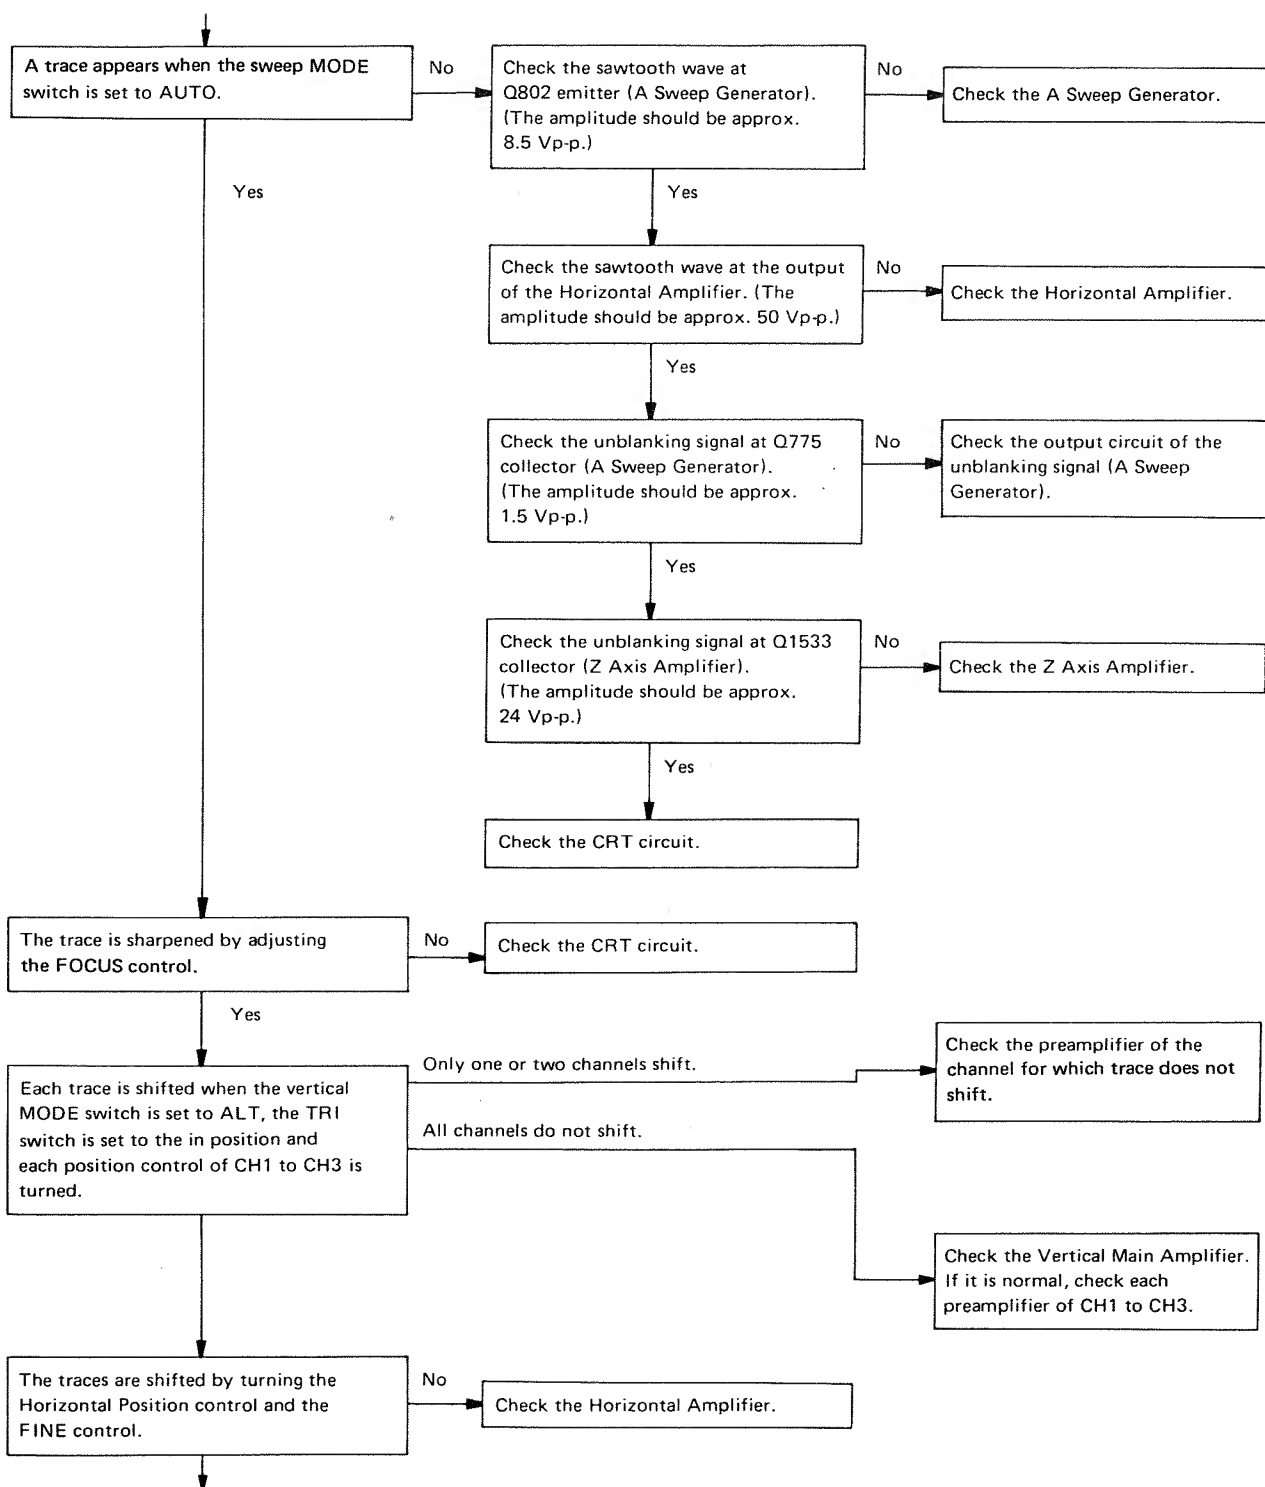 A trace appears when the sweep MODE
switch is set to AUTO.
No
Check the sawtooth wave at
Q802 emitter (A Sweep Generator).
(The amplitude should be approx.
8.5 Vp-p.)
No
Check the A Sweep Generator.
Yes
Yes
Check the sawtooth wave at the output
of the Horizontal Amplifier. (The
amplitude should be approx. 50 Vp-p.)
No
Check the Horizontal Amplifier.
Yes
Check the unblanking signal at Q775
collector (A Sweep Generator).
(The amplitude should be approx.
1.5 Vp-p.)
No
Check the output circuit of the
unblanking signal (A Sweep
Generator).
Yes
Check the unblanking signal at Q1533
collector (Z Axis Amplifier).
(The amplitude should be approx.
24 Vp-p.)
No
Check the Z Axis Amplifier.
Yes
Check the CRT circuit.
The trace is sharpened by adjusting
the FOCUS control.
No
Check the CRT circuit.
Yes
Each trace is shifted when the vertical
MODE switch is set to ALT, the TRI
switch is set to the in position and
each position control of CH1 to CH3 is
turned.
Only one or two channels shift.
Check the preamplifier of the
channel for which trace does not
shift.
All channels do not shift.
Check the Vertical Main Amplifier.
If it is normal, check each
preamplifier of CH1 to CH3.
The traces are shifted by turning the
Horizontal Position control and the
FINE control.
No
Check the Horizontal Amplifier.